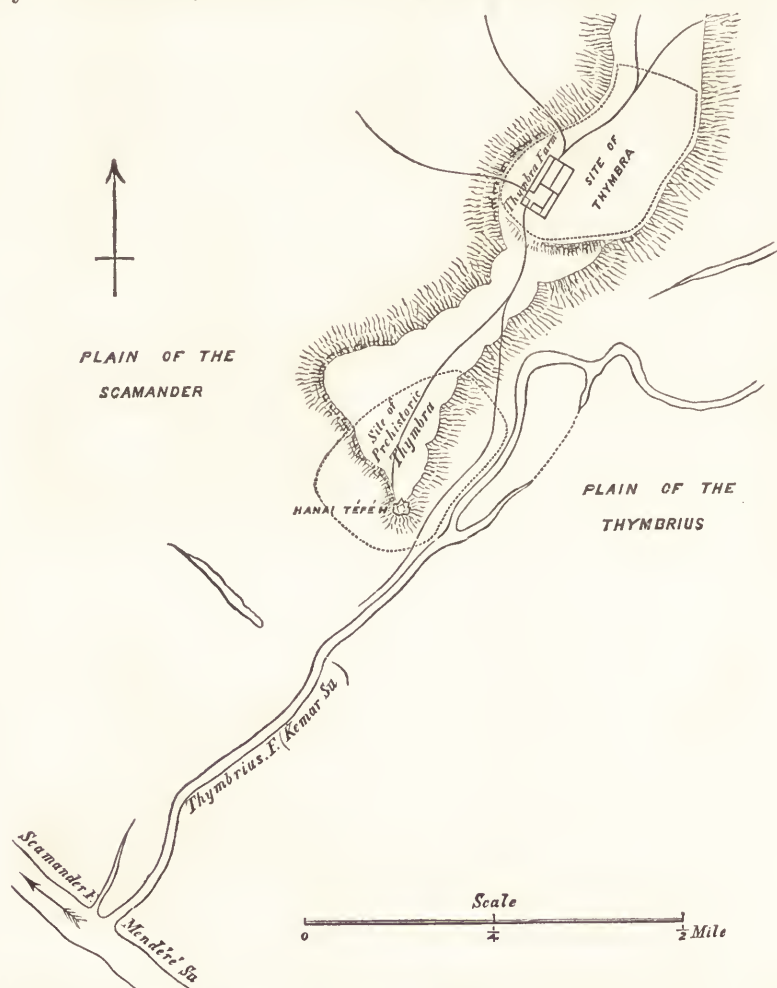 Thymbra Farm
SITE OF
THYMBRA
PLAIN OF THE
SCAMANDER
Site of
Prehistoric
Thymbra
HANAÏ TÉPÉH
PLAIN OF THE
THYMBRIUS
Thymbrius. F. (Kemar Su)
Scamander F.
Mendéré Su
Scale
0 1/4 1/2 Mile